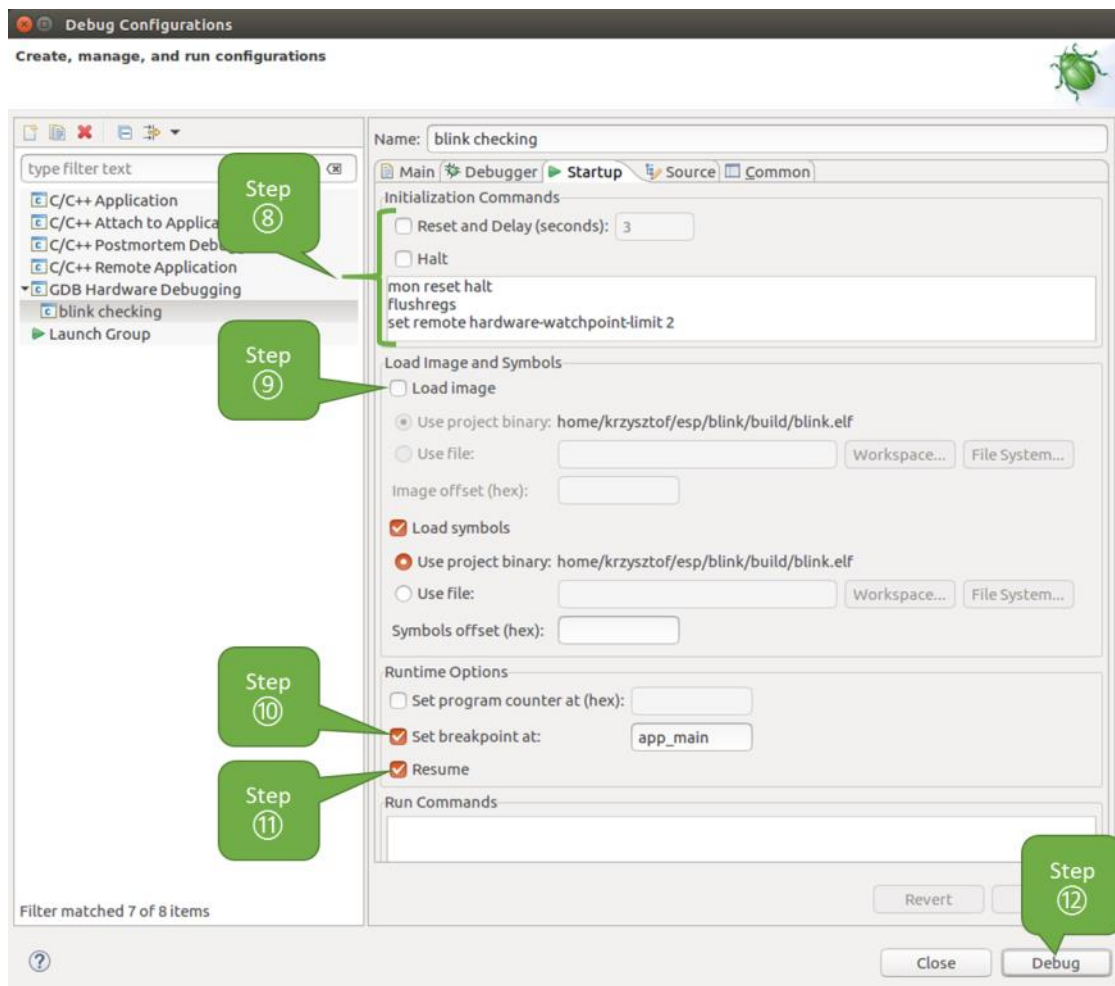 Debug Configurations
Create, manage, and run configurations
type filter text
C/C++ Application
C/C++ Attach to Applica
C/C++ Postmortem Debug
C/C++ Remote Application
GDB Hardware Debugging
blink checking
Launch Group
Filter matched 7 of 8 items
Name: blink checking
Main Debugger Startup Source Common
Initialization Commands
Reset and Delay (seconds): 3
Halt
mon reset halt
flushregs
set remote hardware-watchpoint-limit 2
Load Image and Symbols
Load image
Use project binary: home/krzysztof/esp/blink/build/blink.elf
Use file: Workspace... File System...
Image offset (hex):
Load symbols
Use project binary: home/krzysztof/esp/blink/build/blink.elf
Use file: Workspace... File System...
Symbols offset (hex):
Runtime Options
Set program counter at (hex):
Set breakpoint at: app_main
Resume
Run Commands
Revert
Close Debug
Step
⑧
Step
⑨
Step
⑩
Step
⑪
Step
⑫